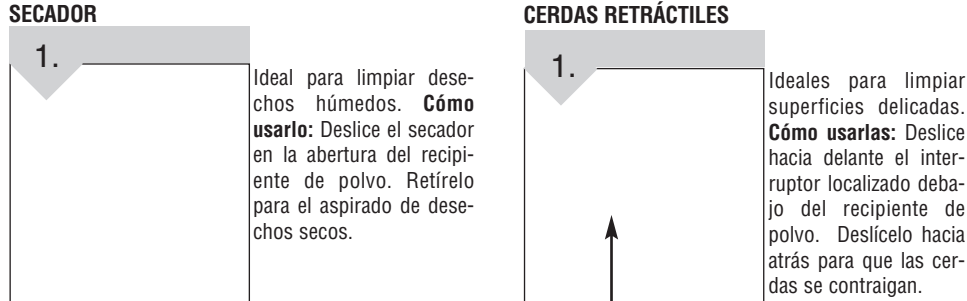 SECADOR
1.
Ideal para limpiar dese-
chos húmedos. Cómo
usarlo: Deslice el secador
en la abertura del recipi-
ente de polvo. Retírelo
para el aspirado de dese-
chos secos.
CERDAS RETRÁCTILES
1.
Ideales para limpiar
superficies delicadas.
Cómo usarlas: Deslice
hacia delante el inter-
ruptor localizado deba-
jo del recipiente de
polvo. Deslícelo hacia
atrás para que las cer-
das se contraigan.